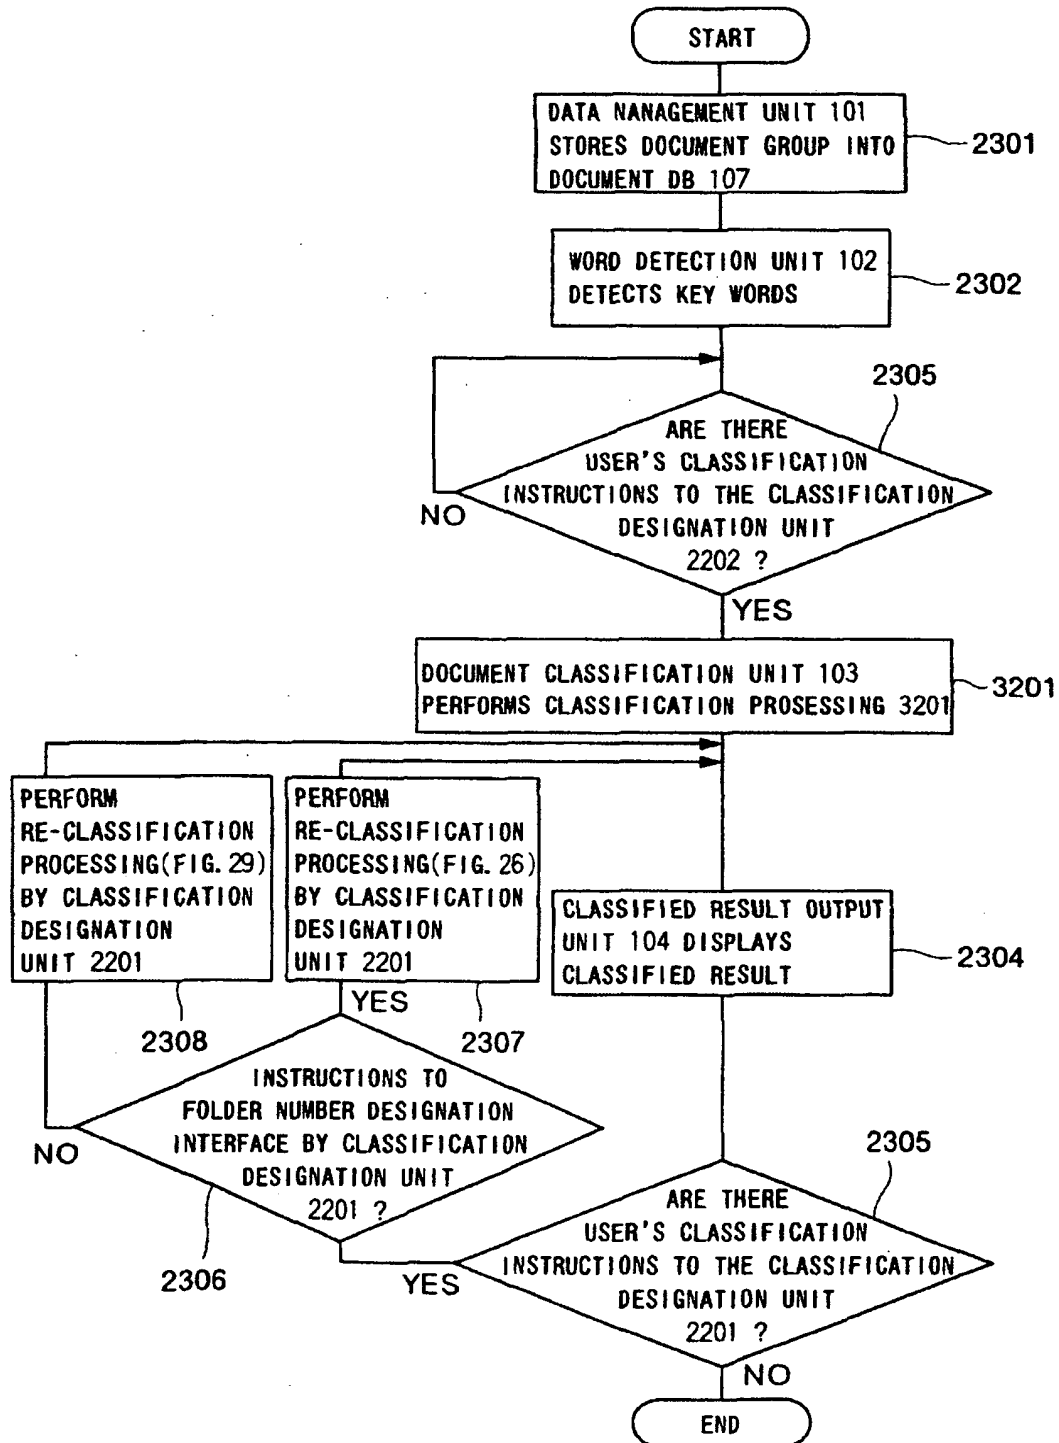 START
DATA NANAGEMENT UNIT 101
STORES DOCUMENT GROUP INTO
DOCUMENT DB 107
2301
WORD DETECTION UNIT 102
DETECTS KEY WORDS
2302
2305
ARE THERE
USER'S CLASSIFICATION
INSTRUCTIONS TO THE CLASSIFICATION
DESIGNATION UNIT
2202 ?
NO
YES
DOCUMENT CLASSIFICATION UNIT 103
PERFORMS CLASSIFICATION PROSESSING 3201
3201
PERFORM
RE-CLASSIFICATION
PROCESSING(FIG. 29)
BY CLASSIFICATION
DESIGNATION
UNIT 2201
2308
PERFORM
RE-CLASSIFICATION
PROCESSING(FIG. 26)
BY CLASSIFICATION
DESIGNATION
UNIT 2201
2307
CLASSIFIED RESULT OUTPUT
UNIT 104 DISPLAYS
CLASSIFIED RESULT
2304
YES
INSTRUCTIONS TO
FOLDER NUMBER DESIGNATION
INTERFACE BY CLASSIFICATION
DESIGNATION UNIT
2201 ?
NO
2306
2305
ARE THERE
USER'S CLASSIFICATION
INSTRUCTIONS TO THE CLASSIFICATION
DESIGNATION UNIT
2201 ?
YES
NO
END